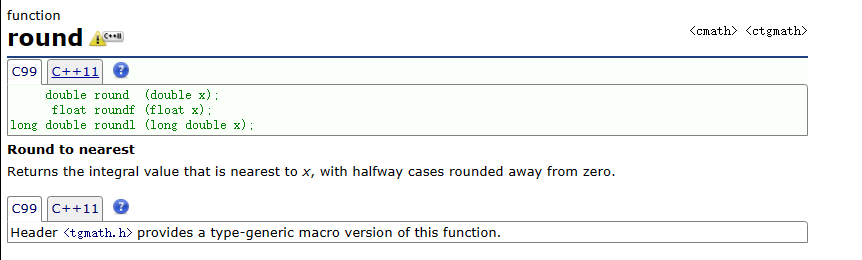 function
round C++11
<cmath> <ctgmath>
C99 C++11 ?
double round (double x);
float roundf (float x);
long double roundl (long double x);
Round to nearest
Returns the integral value that is nearest to x, with halfway cases rounded away from zero.
C99 C++11 ?
Header <tgmath.h> provides a type-generic macro version of this function.